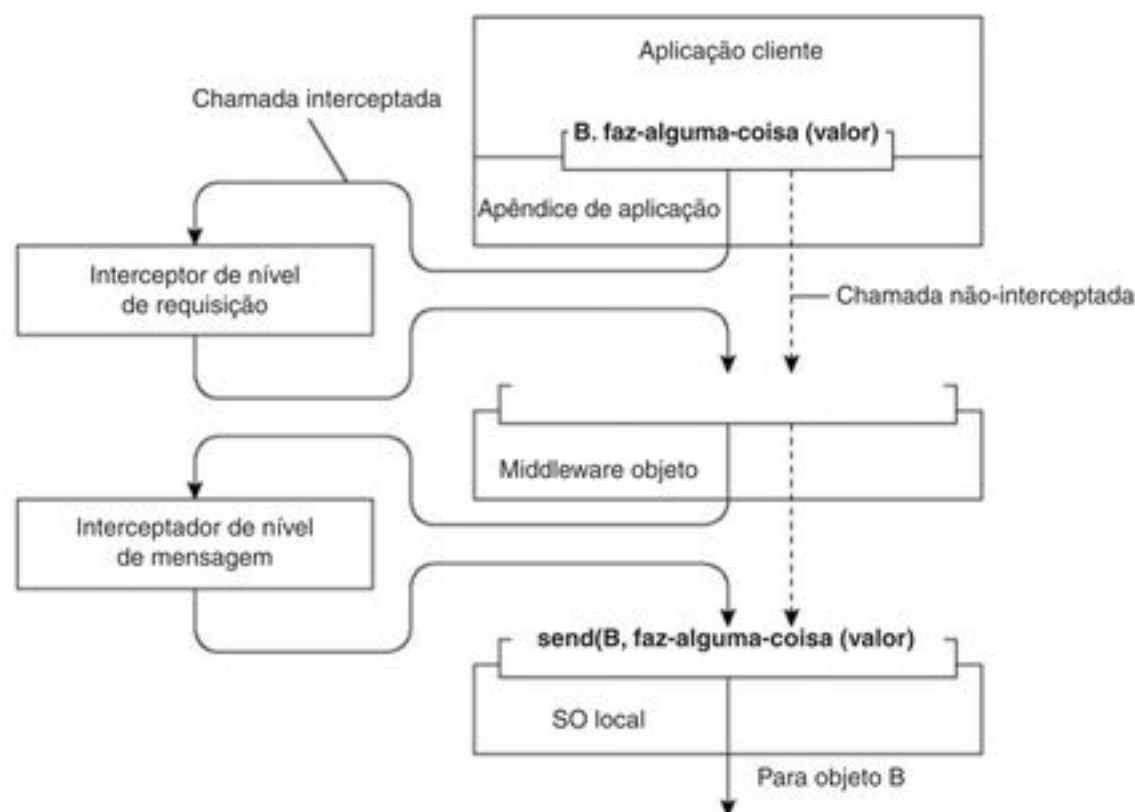 Aplicação cliente
Chamada interceptada
B. faz-alguma-coisa (valor)
Apêndice de aplicação
Interceptor de nível
de requisição
Chamada não-interceptada
Middleware objeto
Interceptador de nível
de mensagem
send(B, faz-alguma-coisa (valor)
SO local
Para objeto B